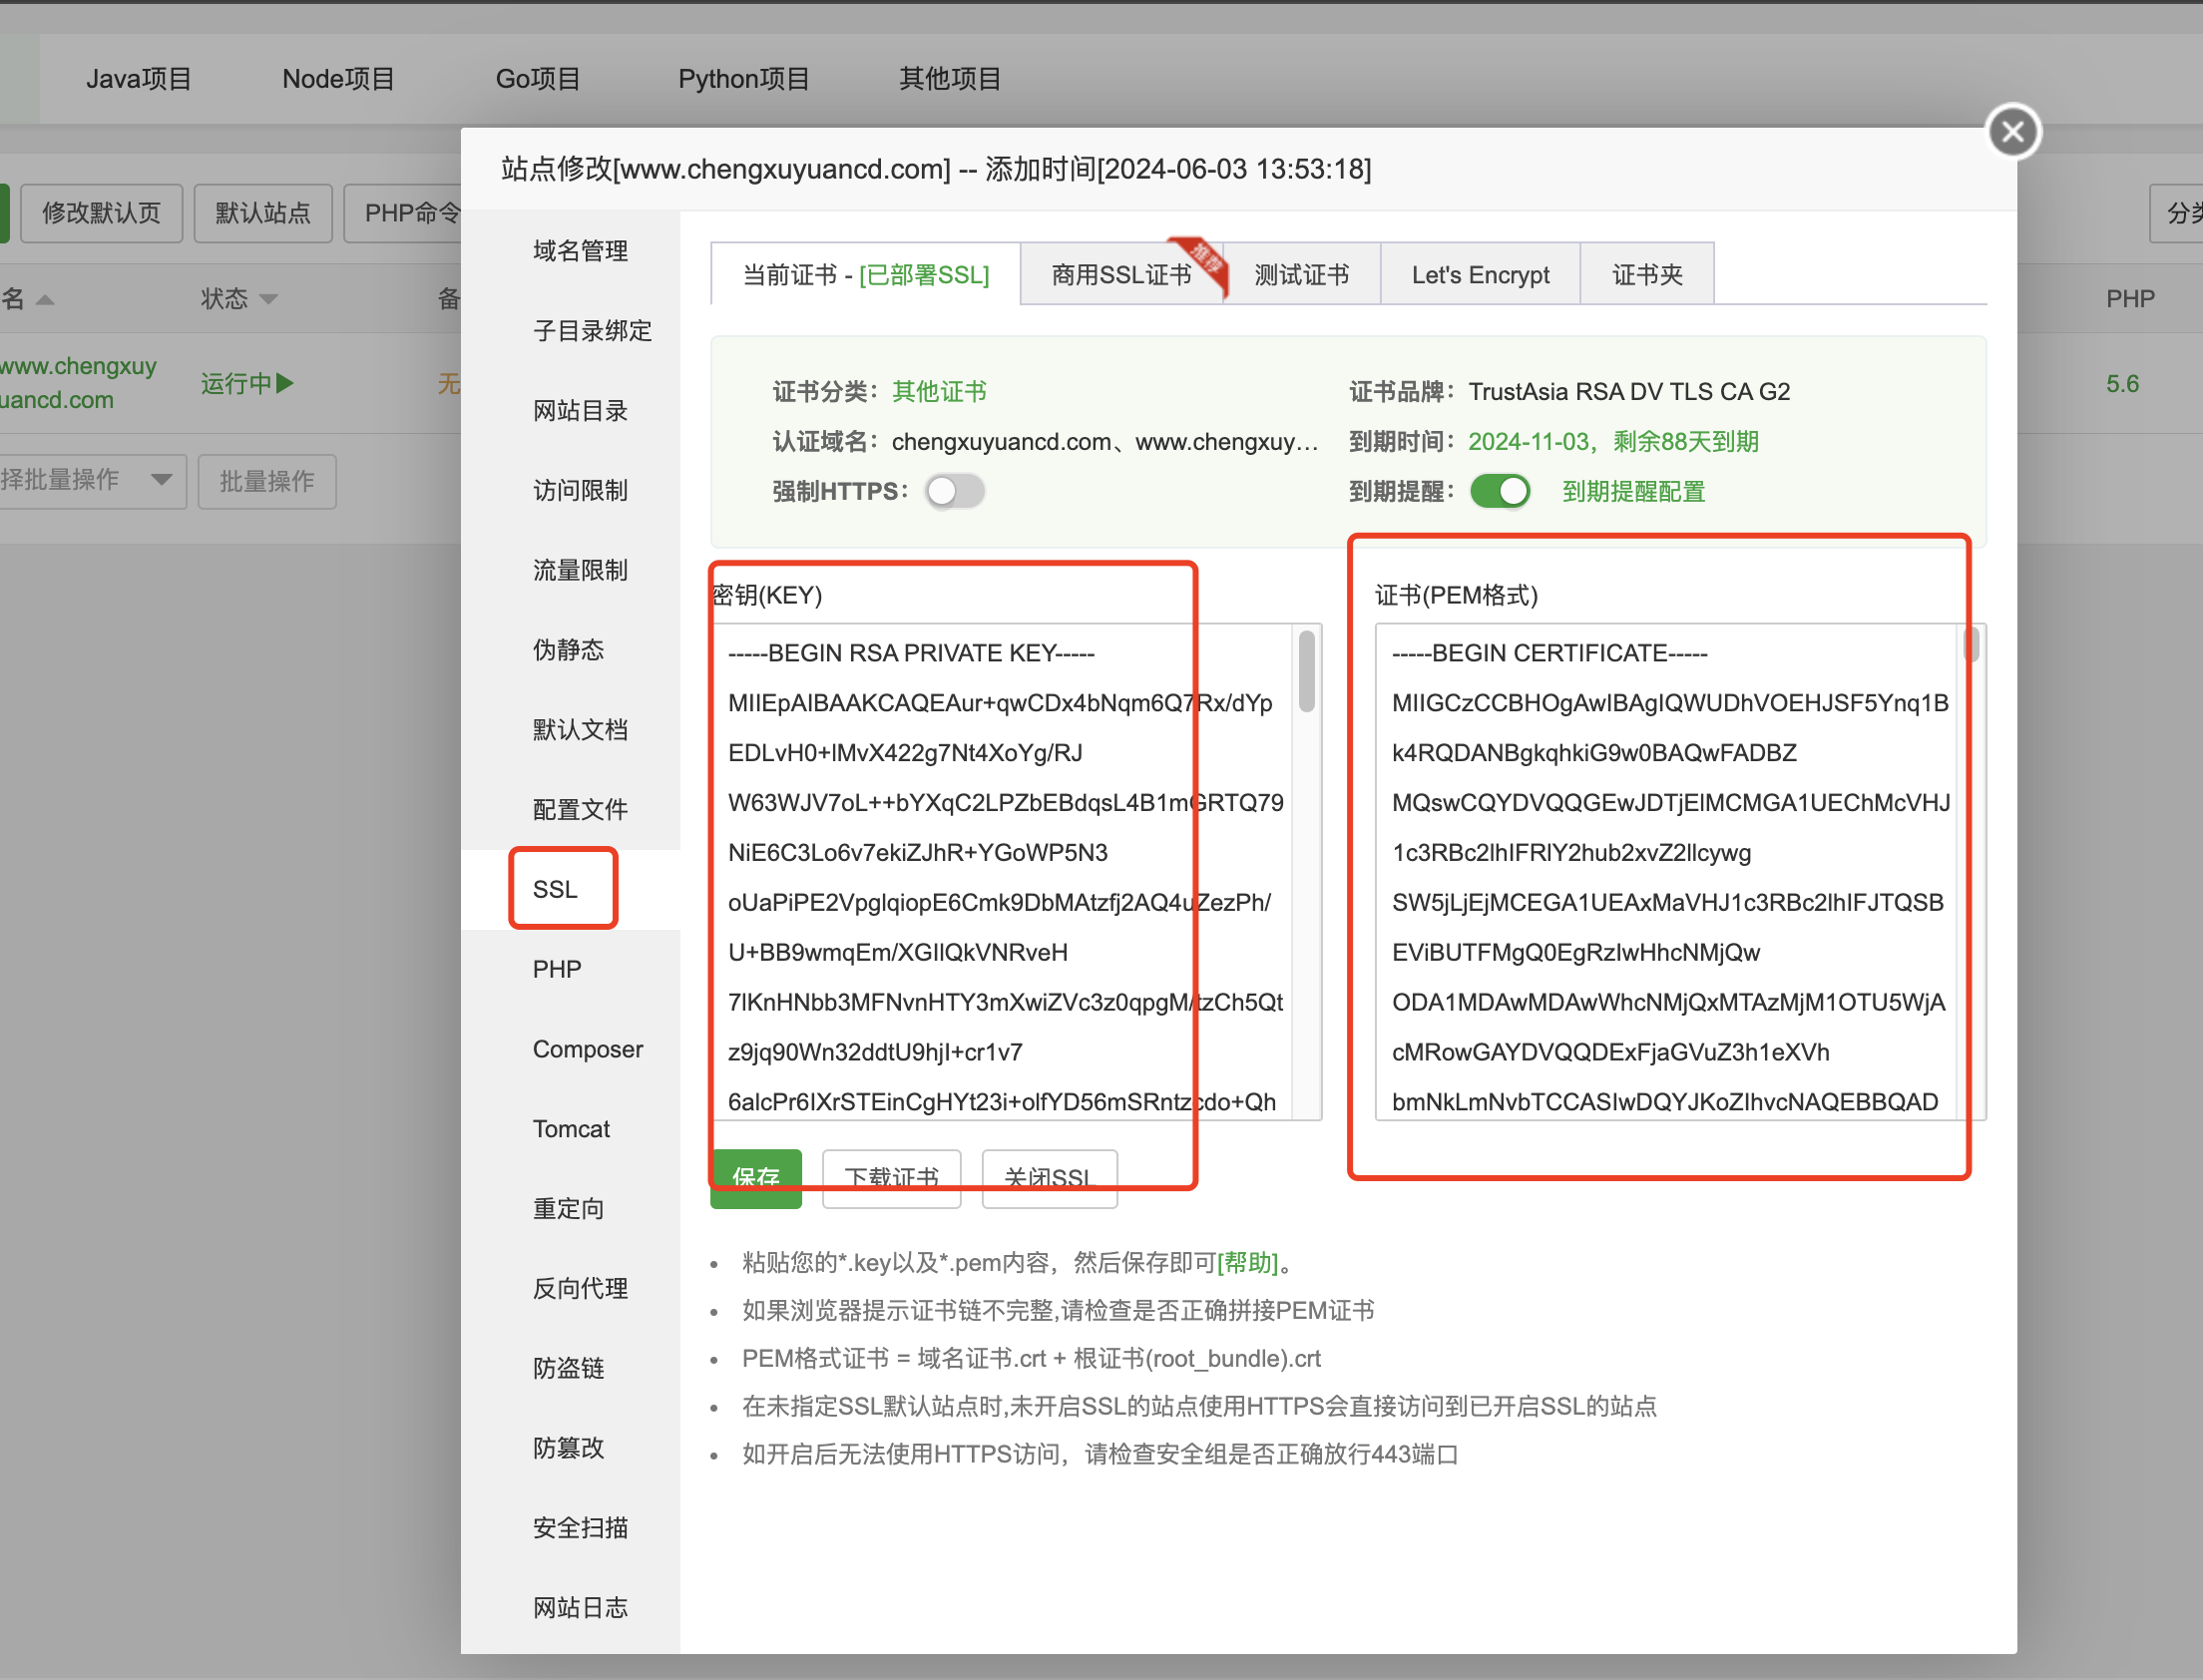 Java项目
Node项目
Go项目
Python项目
其他项目
站点修改[www.chengxuyuancd.com] -- 添加时间[2024-06-03 13:53:18]
修改默认页
默认站点
PHP命令
分类
名
状态
备
PHP
www.chengxuy
uancd.com
运行中
无
5.6
择批量操作
批量操作
域名管理
子目录绑定
网站目录
访问限制
流量限制
伪静态
默认文档
配置文件
SSL
PHP
Composer
Tomcat
重定向
反向代理
防盗链
防篡改
安全扫描
网站日志
当前证书 - [已部署SSL]
商用SSL证书
推荐
测试证书
Let's Encrypt
证书夹
证书分类：其他证书
证书品牌：TrustAsia RSA DV TLS CA G2
认证域名：chengxuyuancd.com、www.chengxuy…
到期时间：2024-11-03，剩余88天到期
强制HTTPS：
到期提醒：
到期提醒配置
密钥(KEY)
-----BEGIN RSA PRIVATE KEY-----
MIIEpAIBAAKCAQEAur+qwCDx4bNqm6Q7Rx/dYp
EDLvH0+IMvX422g7Nt4XoYg/RJ
W63WJV7oL++bYXqC2LPZbEBdqsL4B1mGRTQ79
NiE6C3Lo6v7ekiZJhR+YGoWP5N3
oUaPiPE2VpglqiopE6Cmk9DbMAtzfj2AQ4uZezPh/
U+BB9wmqEm/XGIlQkVNRveH
7lKnHNbb3MFNvnHTY3mXwiZVc3z0qpgM/tzCh5Qt
z9jq90Wn32ddtU9hjI+cr1v7
6alcPr6IXrSTEinCgHYt23i+olfYD56mSRntzcdo+Qh
证书(PEM格式)
-----BEGIN CERTIFICATE-----
MIIGCzCCBHOgAwIBAgIQWUDhVOEHJSF5Ynq1B
k4RQDANBgkqhkiG9w0BAQwFADBZ
MQswCQYDVQQGEwJDTjElMCMGA1UEChMcVHJ
1c3RBc2lhIFRlY2hub2xvZ2llcywg
SW5jLjEjMCEGA1UEAxMaVHJ1c3RBc2lhIFJTQSB
EViBUTFMgQ0EgRzIwHhcNMjQw
ODA1MDAwMDAwWhcNMjQxMTAzMjM1OTU5WjA
cMRowGAYDVQQDExFjaGVuZ3h1eXVh
bmNkLmNvbTCCASIwDQYJKoZIhvcNAQEBBQAD
保存
下载证书
关闭SSL
粘贴您的*.key以及*.pem内容，然后保存即可[帮助]。
如果浏览器提示证书链不完整,请检查是否正确拼接PEM证书
PEM格式证书 = 域名证书.crt + 根证书(root_bundle).crt
在未指定SSL默认站点时,未开启SSL的站点使用HTTPS会直接访问到已开启SSL的站点
如开启后无法使用HTTPS访问，请检查安全组是否正确放行443端口